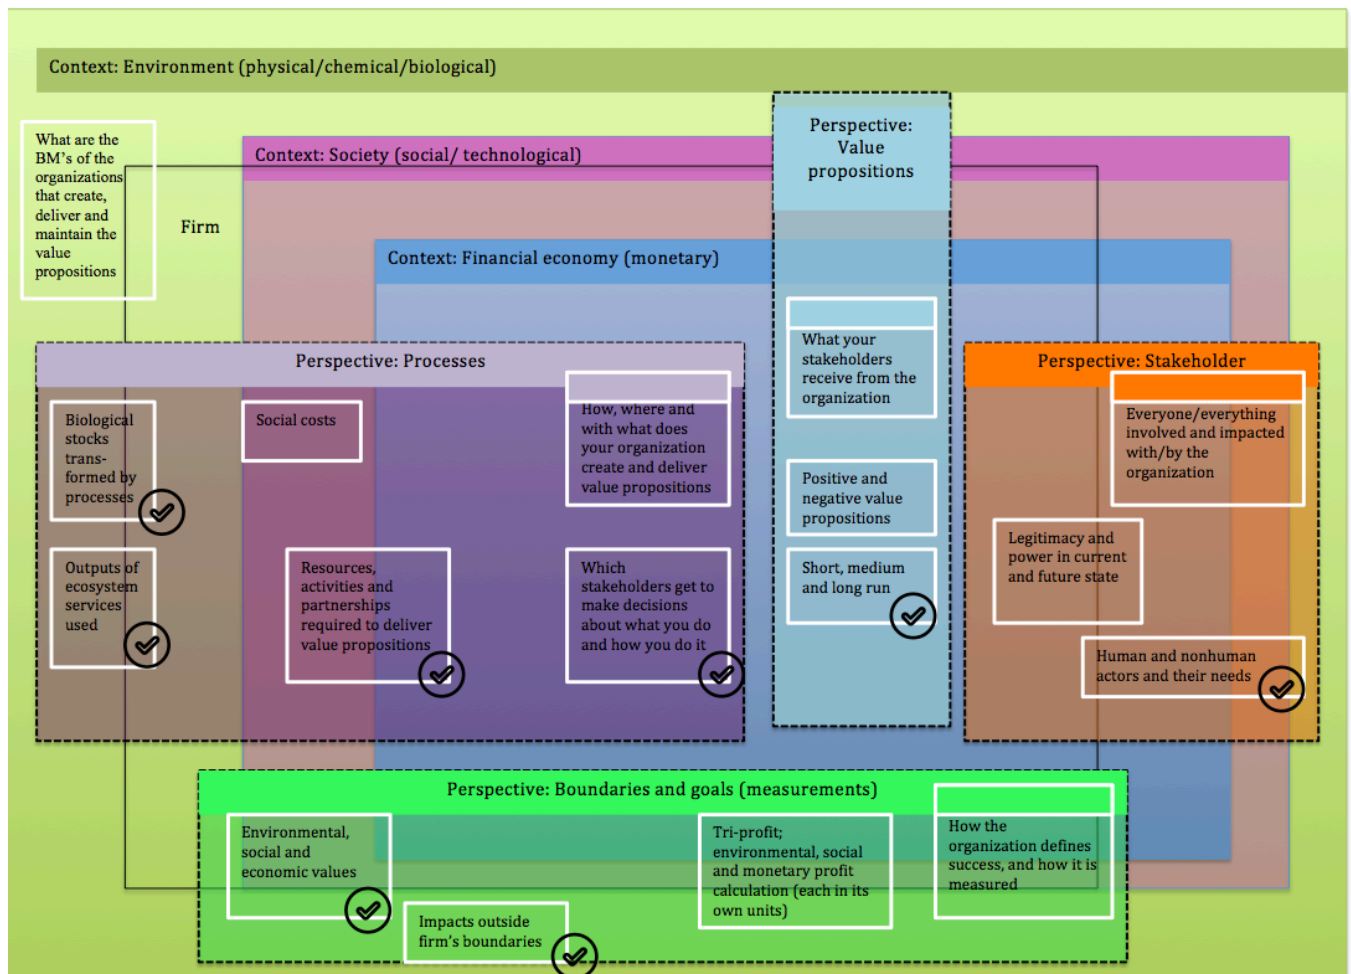 Context: Environment (physical/chemical/biological)
What are the
BM's of the
organizations
that create,
deliver and
maintain the
value
propositions
Firm
Context: Society (social/ technological)
Perspective:
Value
propositions
Context: Financial economy (monetary)
Perspective: Processes
Biological
stocks
trans-
formed by
processes
Social costs
How, where and
with what does
your organization
create and deliver
value propositions
Outputs of
ecosystem
services
used
Resources,
activities and
partnerships
required to deliver
value propositions
Which
stakeholders get to
make decisions
about what you do
and how you do it
What your
stakeholders
receive from the
organization
Positive and
negative value
propositions
Short, medium
and long run
Perspective: Stakeholder
Everyone/everything
involved and impacted
with/by the
organization
Legitimacy and
power in current
and future state
Human and nonhuman
actors and their needs
Perspective: Boundaries and goals (measurements)
Environmental,
social and
economic values
Impacts outside
firm's boundaries
Tri-profit;
environmental, social
and monetary profit
calculation (each in its
own units)
How the
organization defines
success, and how it is
measured